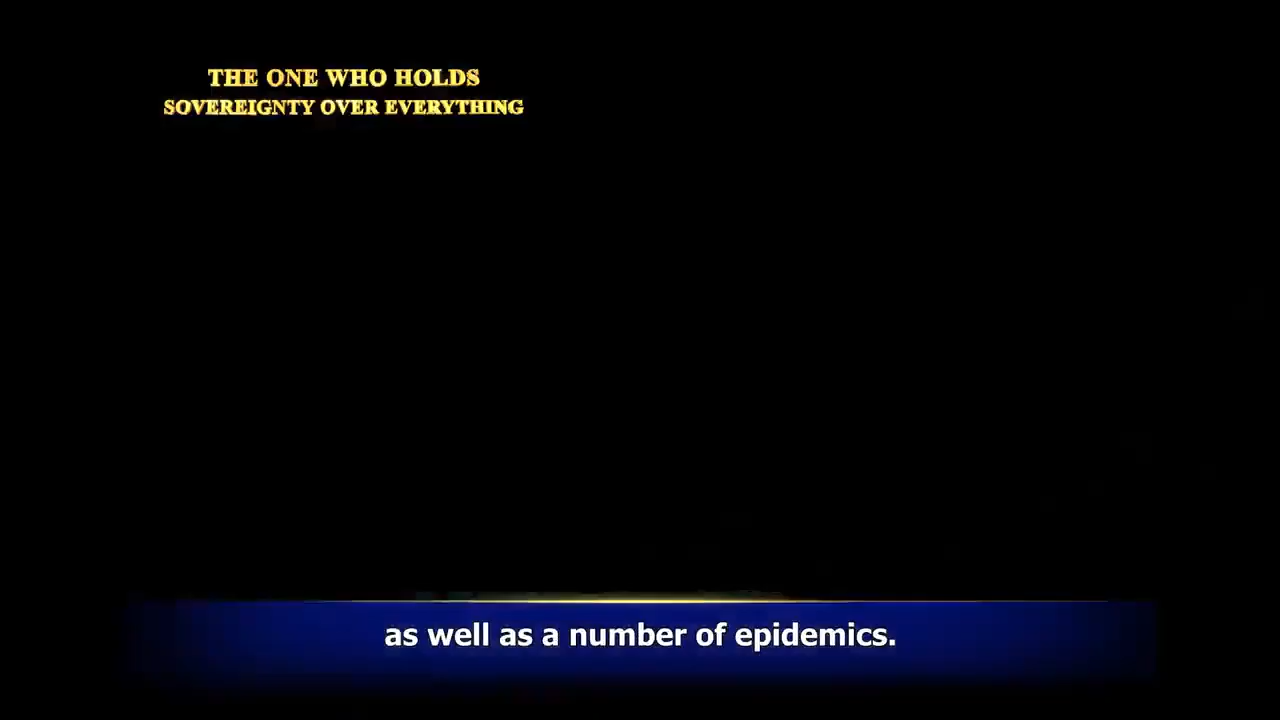 THE ONE WHO HOLDS
SOVEREIGNTY OVER EVERYTHING
as well as a number of epidemics.